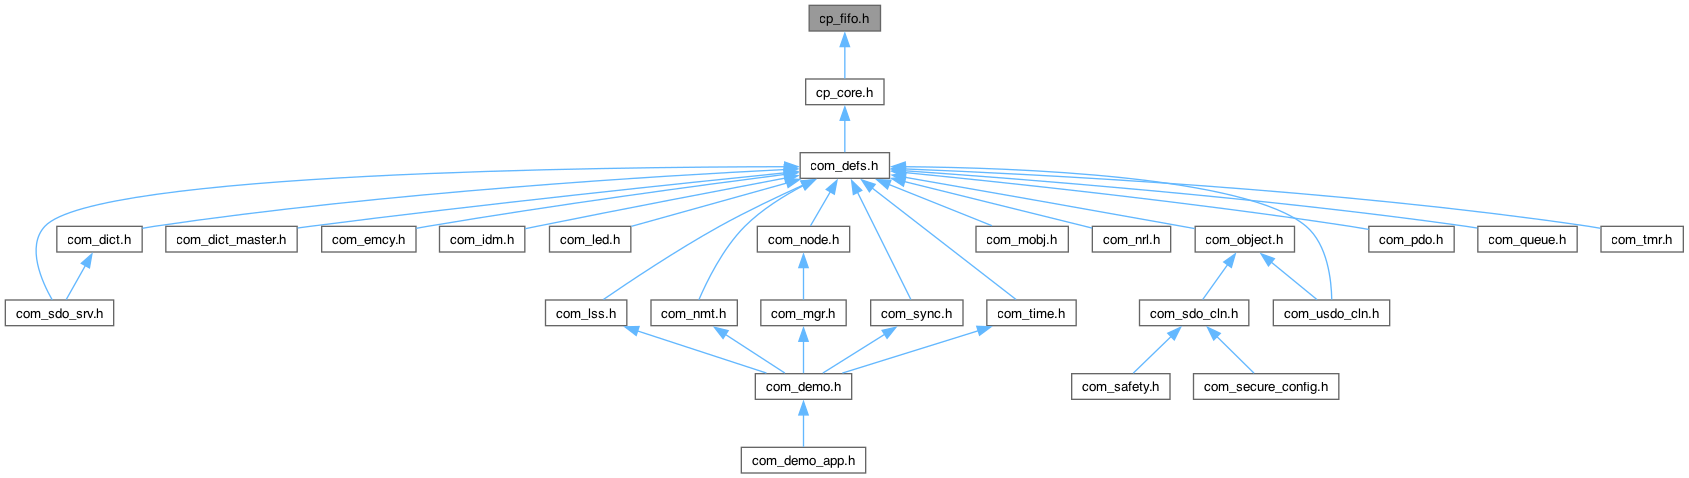 cp_fifo.h
cp_core.h
com_defs.h
com_dict.h
com_dict_master.h
com_emcy.h
com_idm.h
com_led.h
com_node.h
com_mobj.h
com_nrl.h
com_object.h
com_pdo.h
com_queue.h
com_tmr.h
com_sdo_srv.h
com_lss.h
com_nmt.h
com_mgr.h
com_sync.h
com_time.h
com_sdo_cln.h
com_usdo_cln.h
com_demo.h
com_safety.h
com_secure_config.h
com_demo_app.h